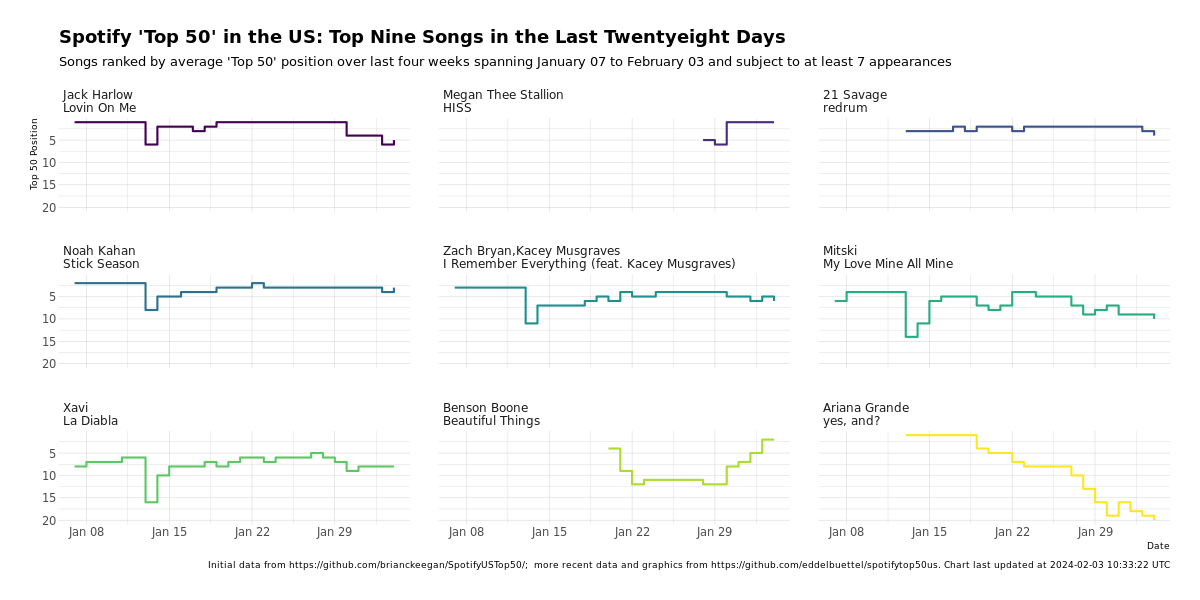 Spotify 'Top 50' in the US: Top Nine Songs in the Last Twentyeight Days
Songs ranked by average 'Top 50' position over last four weeks spanning January 07 to February 03 and subject to at least 7 appearances
Jack Harlow
Lovin On Me
Megan Thee Stallion
HISS
21 Savage
redrum
Top 50 Position
5
10
15
20
Noah Kahan
Stick Season
Zach Bryan,Kacey Musgraves
I Remember Everything (feat. Kacey Musgraves)
Mitski
My Love Mine All Mine
5
10
15
20
Xavi
La Diabla
Benson Boone
Beautiful Things
Ariana Grande
yes, and?
5
10
15
20
Jan 08 Jan 15 Jan 22 Jan 29 Jan 08 Jan 15 Jan 22 Jan 29 Jan 08 Jan 15 Jan 22 Jan 29
Date
Initial data from https://github.com/brianckeegan/SpotifyUSTop50/;  more recent data and graphics from https://github.com/eddelbuettel/spotifytop50us. Chart last updated at 2024-02-03 10:33:22 UTC